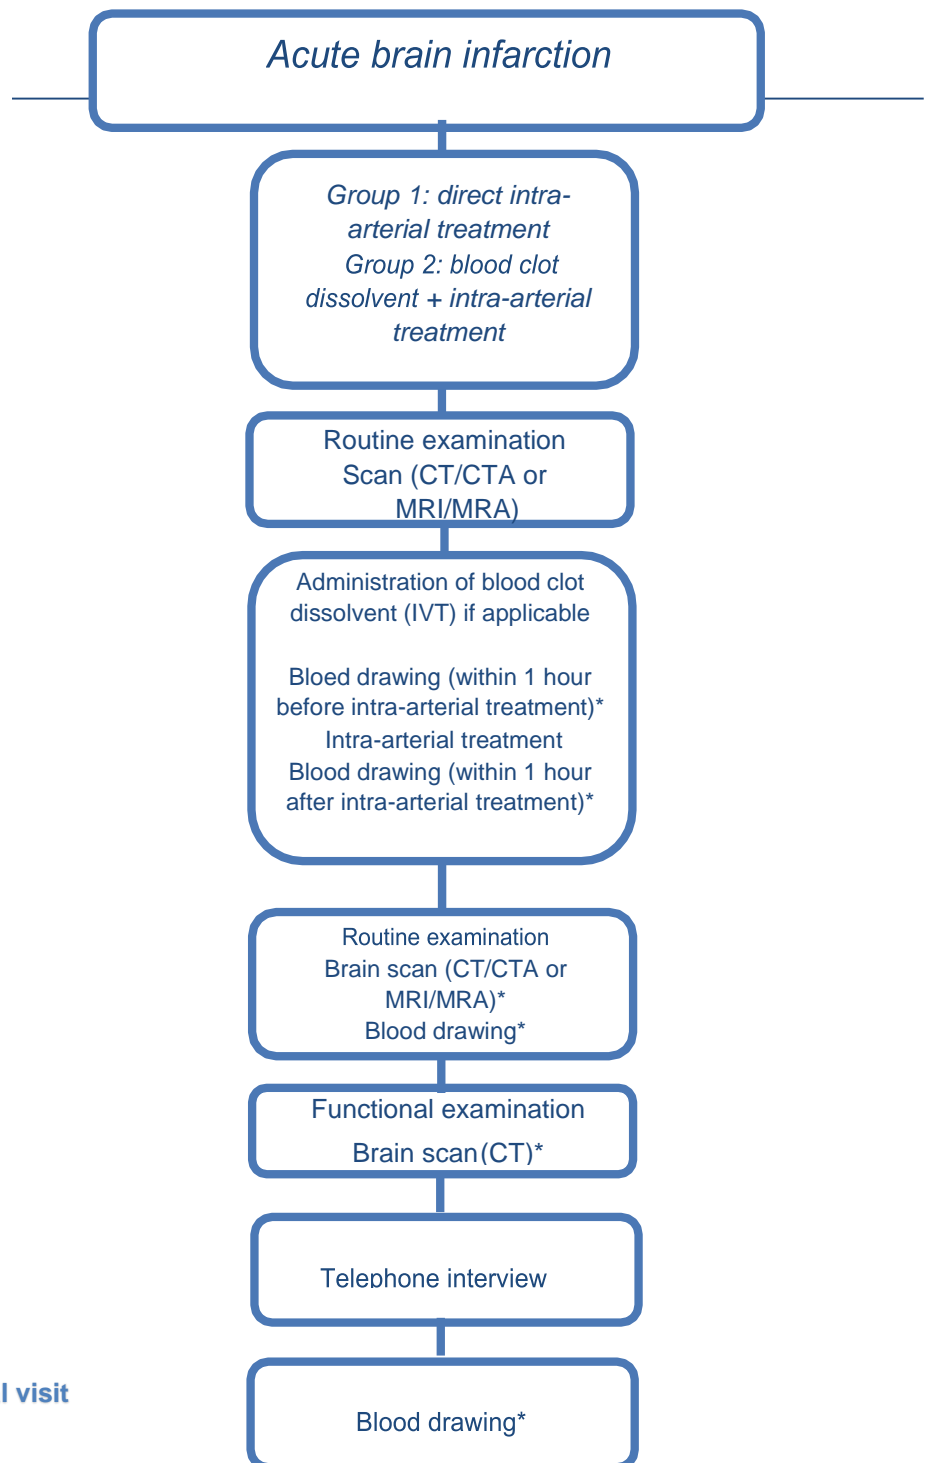 Acute brain infarction
Group 1: direct intra-
arterial treatment
Group 2: blood clot
dissolvent + intra-arterial
treatment
Routine examination
Scan (CT/CTA or
MRI/MRA)
Administration of blood clot
dissolvent (IVT) if applicable
Bloed drawing (within 1 hour
before intra-arterial treatment)*
Intra-arterial treatment
Blood drawing (within 1 hour
after intra-arterial treatment)*
Routine examination
Brain scan (CT/CTA or
MRI/MRA)*
Blood drawing*
Functional examination
Brain scan (CT)*
Telephone interview
l visit
Blood drawing*